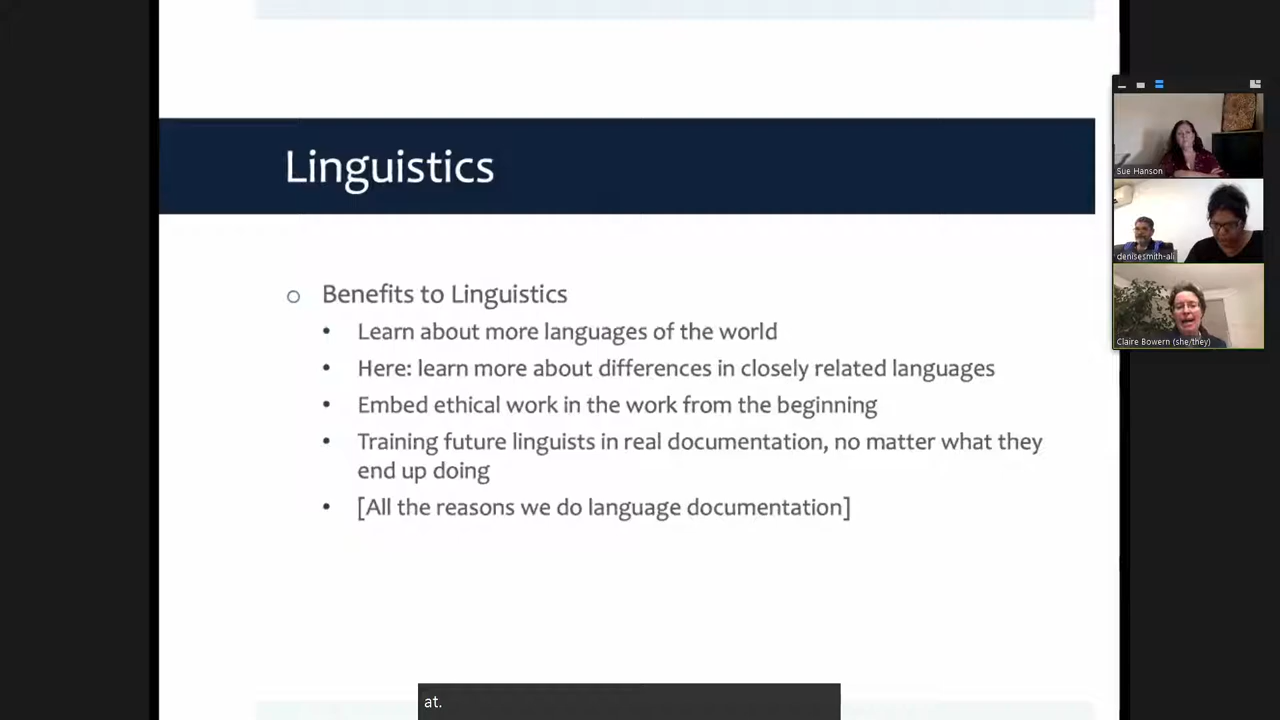 Linguistics
Benefits to Linguistics
Learn about more languages of the world
Here: learn more about differences in closely related languages
Embed ethical work in the work from the beginning
Training future linguists in real documentation, no matter what they
end up doing
[All the reasons we do language documentation]
Sue Hanson
denisesmith-ali
Claire Bowern (she/they)
at.